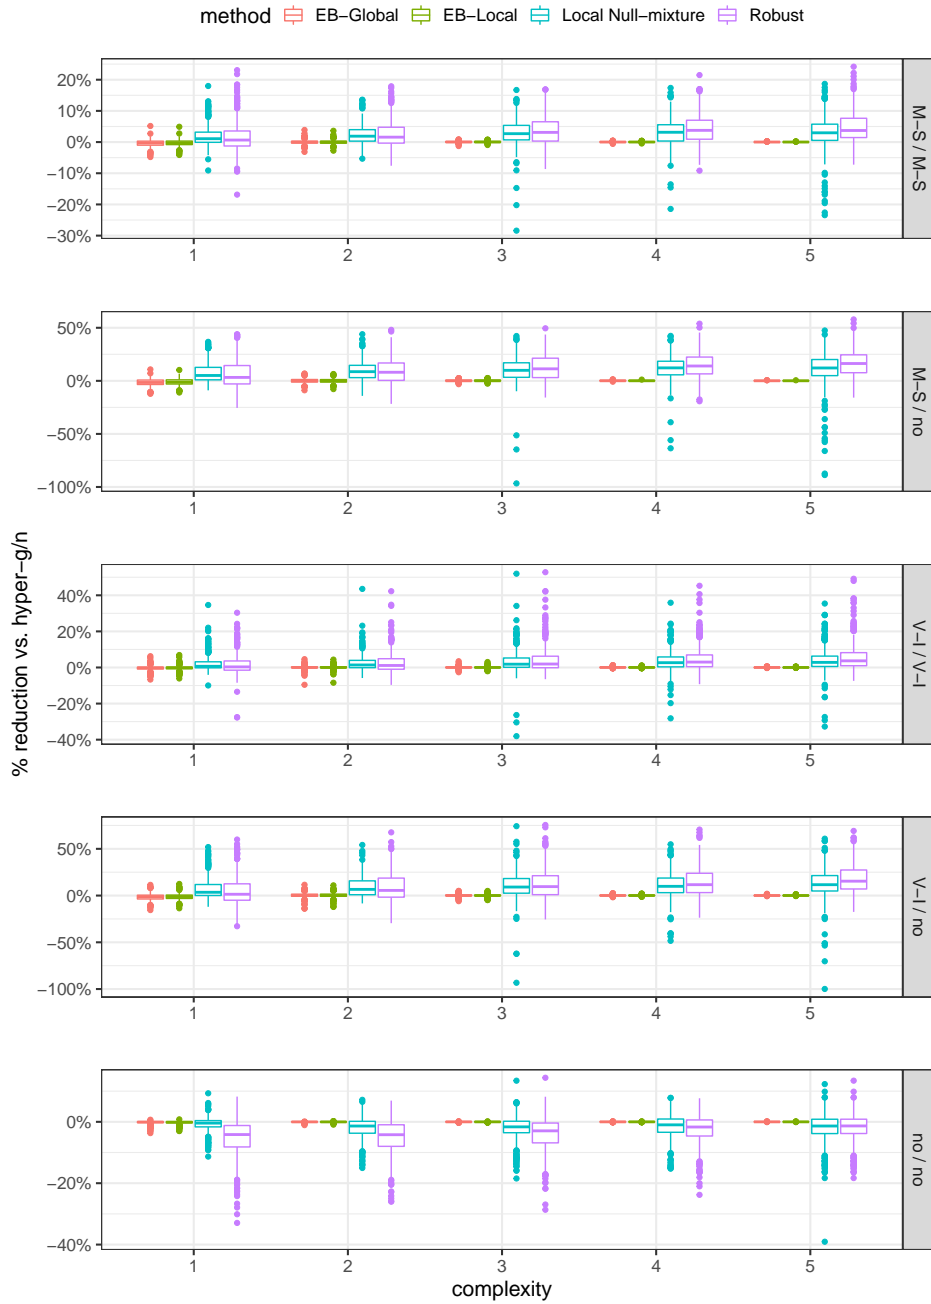 method EB−Global EB−Local Local Null−mixture Robust
20%
10%
0%
−10%
−20%
−30%
1 2 3 4 5
M−S / M−S
50%
0%
−50%
−100%
1 2 3 4 5
M−S / no
% reduction vs. hyper−g/n
40%
20%
0%
−20%
−40%
1 2 3 4 5
V−I / V−I
50%
0%
−50%
−100%
1 2 3 4 5
V−I / no
0%
−20%
−40%
1 2 3 4 5
no / no
complexity